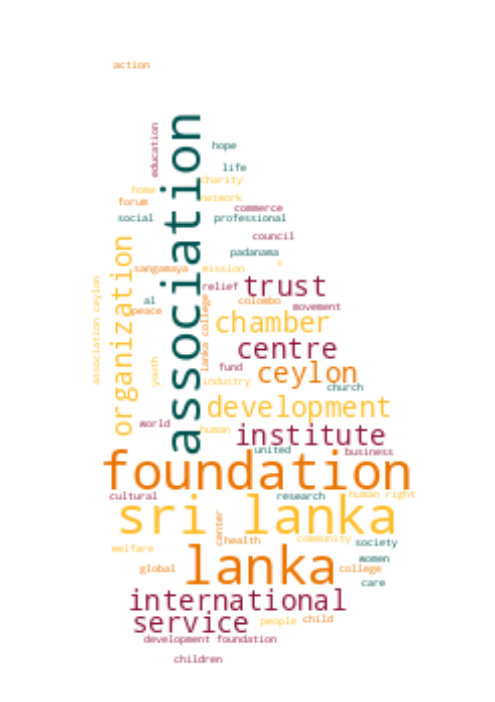 action
education
association
hope
life
charity
home
network
forum
commerce
social
professional
council
organization
padanama
s
sangamaya
mission
association ceylon
relief
trust
al
lanka college
colombo
peace
movement
chamber
centre
youth
fund
ceylon
industry
church
development
world
human
institute
united
business
foundation
cultural
research
human right
sri lanka
center
health
community
society
welfare
women
lanka
global
college
care
international
service
people
child
development foundation
children